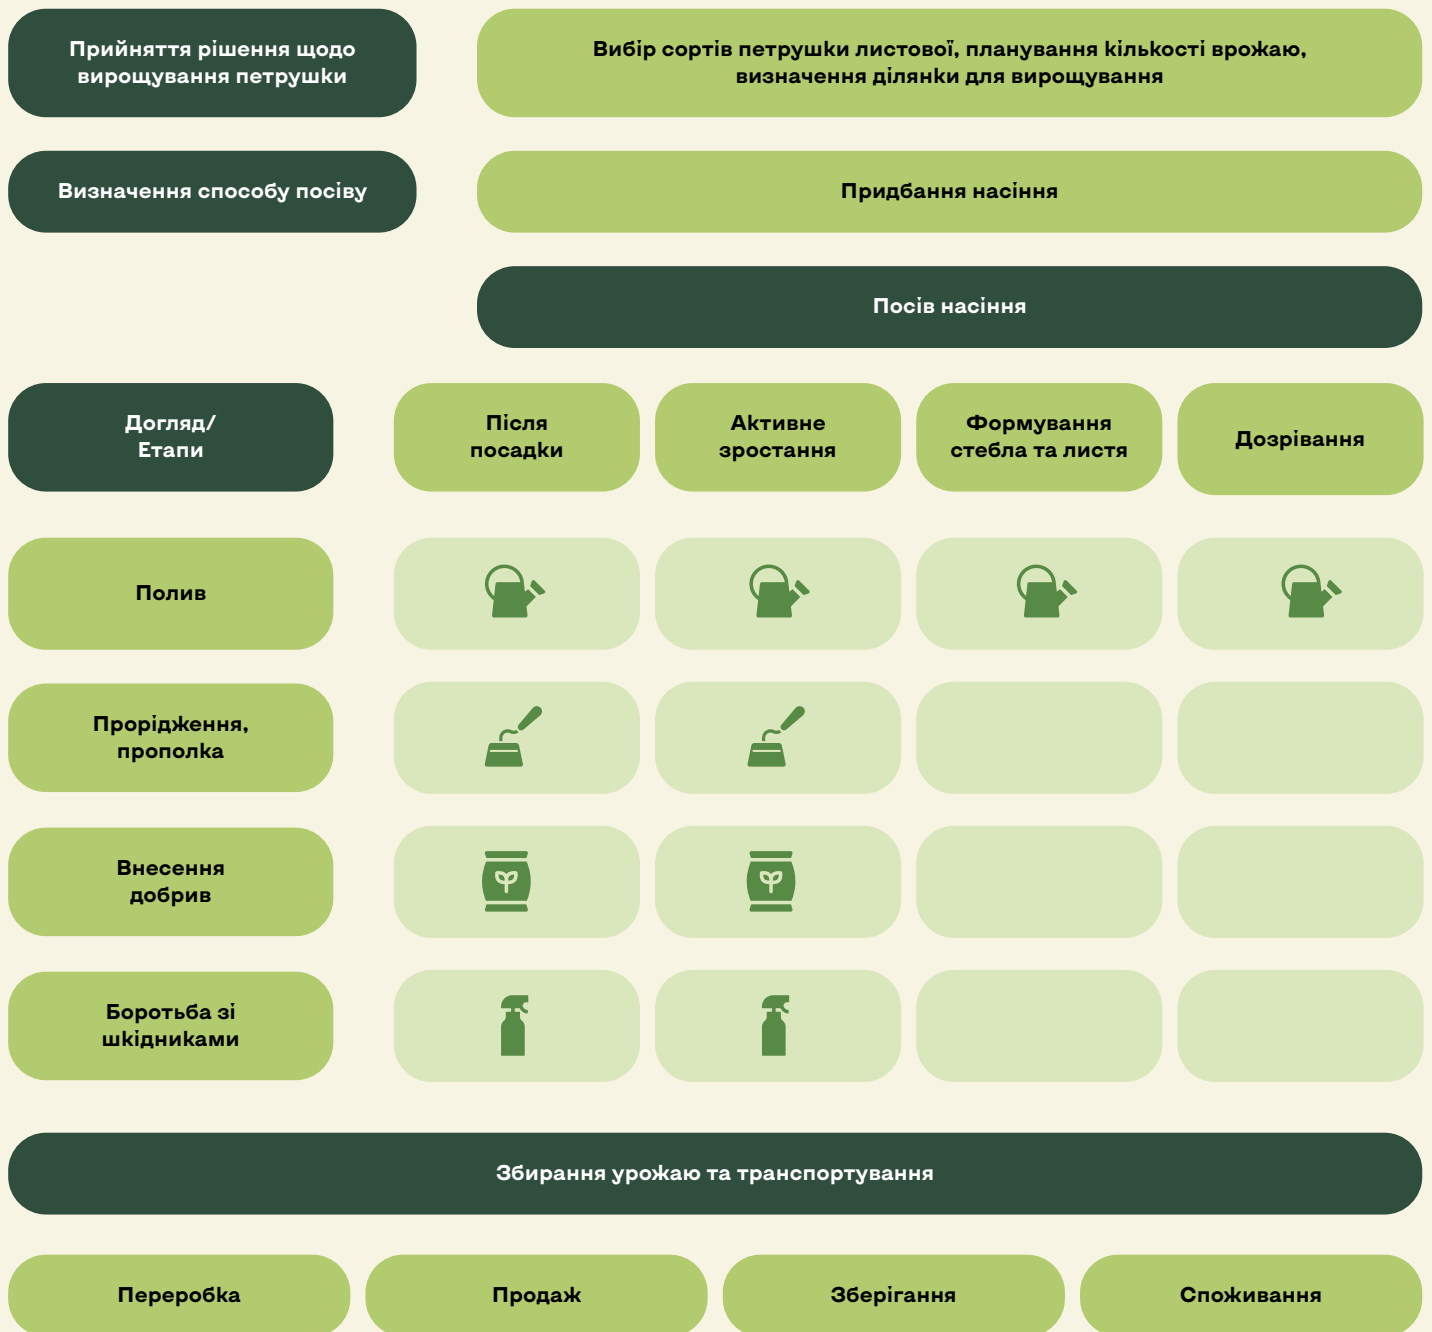 Прийняття рішення щодо
вирощування петрушки
Вибір сортів петрушки листової, планування кількості врожаю,
визначення ділянки для вирощування
Визначення способу посіву
Придбання насіння
Посів насіння
Догляд/
Етапи
Після
посадки
Активне
зростання
Формування
стебла та листя
Дозрівання
Полив
Прорідження,
прополка
Внесення
добрив
Боротьба зі
шкідниками
Збирання урожаю та транспортування
Переробка
Продаж
Зберігання
Споживання